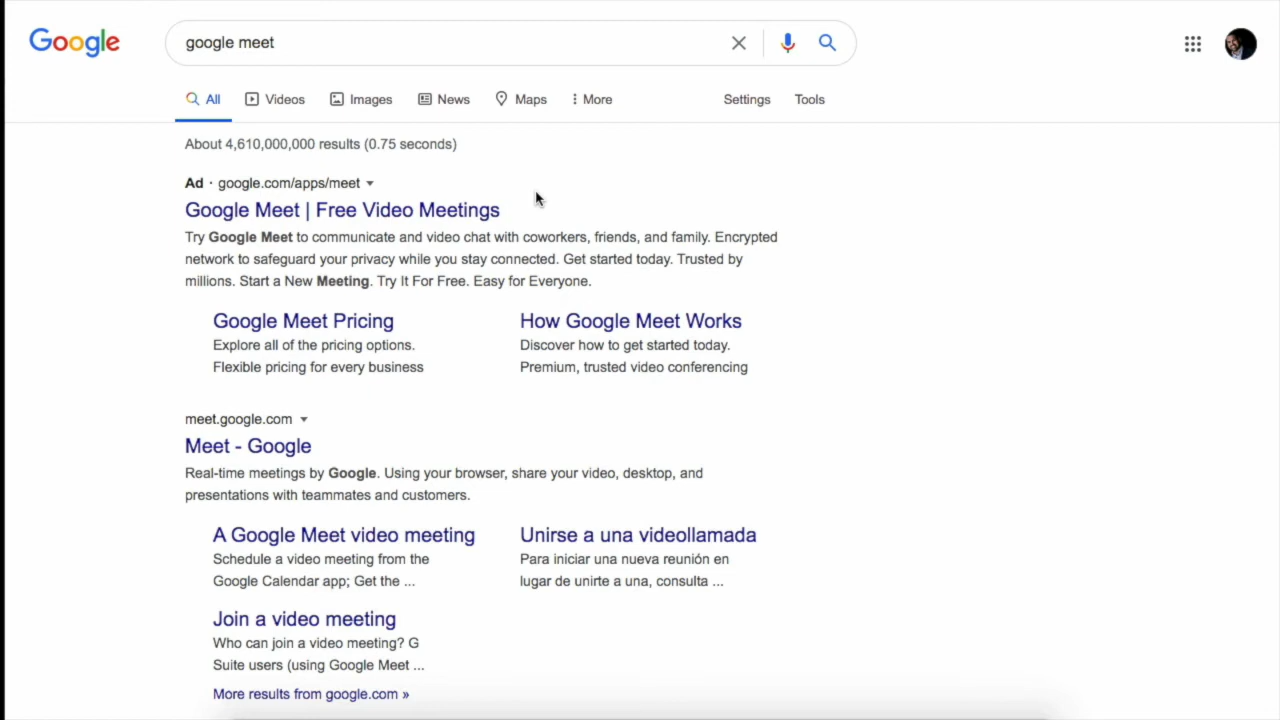 Google
google meet
All Videos Images News Maps More Settings Tools
About 4,610,000,000 results (0.75 seconds)
Ad · google.com/apps/meet
Google Meet | Free Video Meetings
Try Google Meet to communicate and video chat with coworkers, friends, and family. Encrypted
network to safeguard your privacy while you stay connected. Get started today. Trusted by
millions. Start a New Meeting. Try It For Free. Easy for Everyone.
Google Meet Pricing
Explore all of the pricing options.
Flexible pricing for every business
How Google Meet Works
Discover how to get started today.
Premium, trusted video conferencing
meet.google.com
Meet - Google
Real-time meetings by Google. Using your browser, share your video, desktop, and
presentations with teammates and customers.
A Google Meet video meeting
Schedule a video meeting from the
Google Calendar app; Get the ...
Unirse a una videollamada
Para iniciar una nueva reunión en
lugar de unirte a una, consulta ...
Join a video meeting
Who can join a video meeting? G
Suite users (using Google Meet ...
More results from google.com »